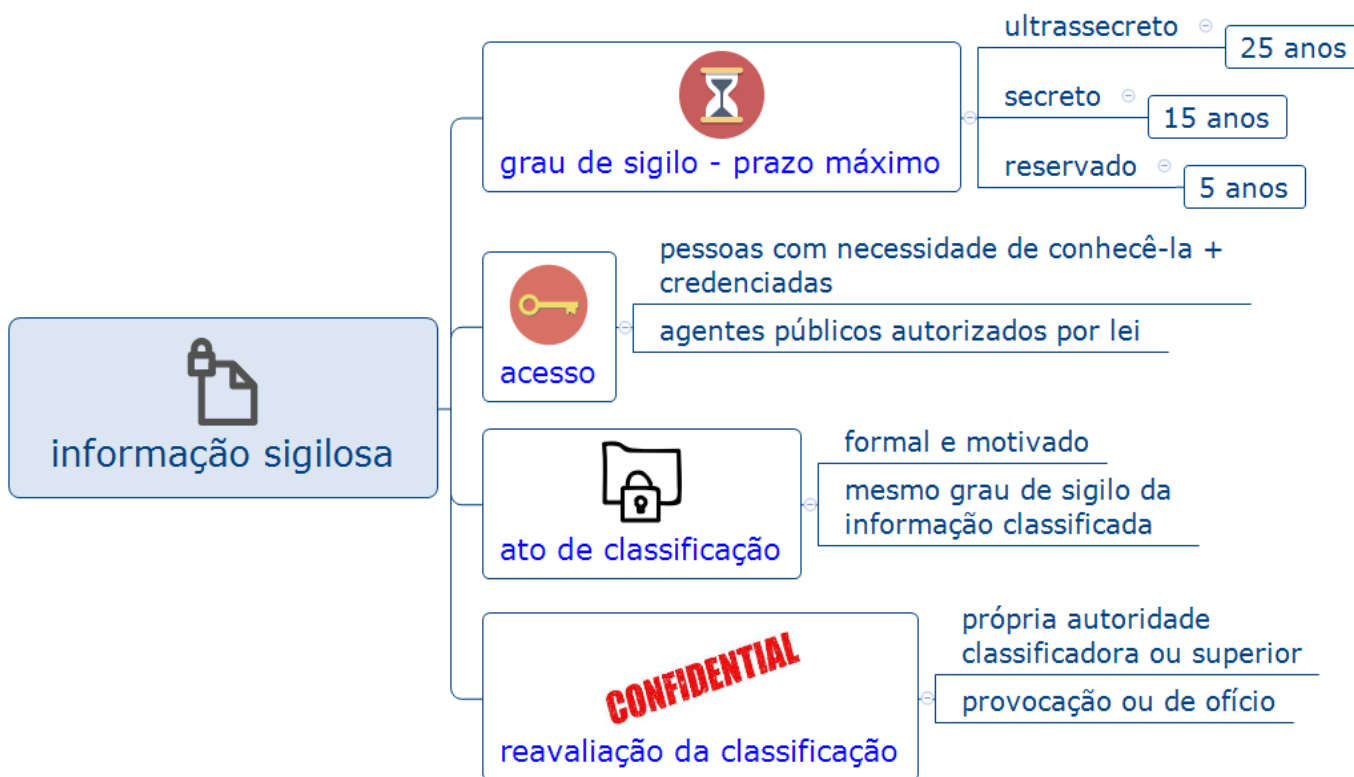 informação sigilosa
grau de sigilo - prazo máximo
ultrassecreto
25 anos
secreto
15 anos
reservado
5 anos
acesso
pessoas com necessidade de conhecê-la +
credenciadas
agentes públicos autorizados por lei
ato de classificação
formal e motivado
mesmo grau de sigilo da
informação classificada
CONFIDENTIAL
reavaliação da classificação
própria autoridade
classificadora ou superior
provocação ou de ofício